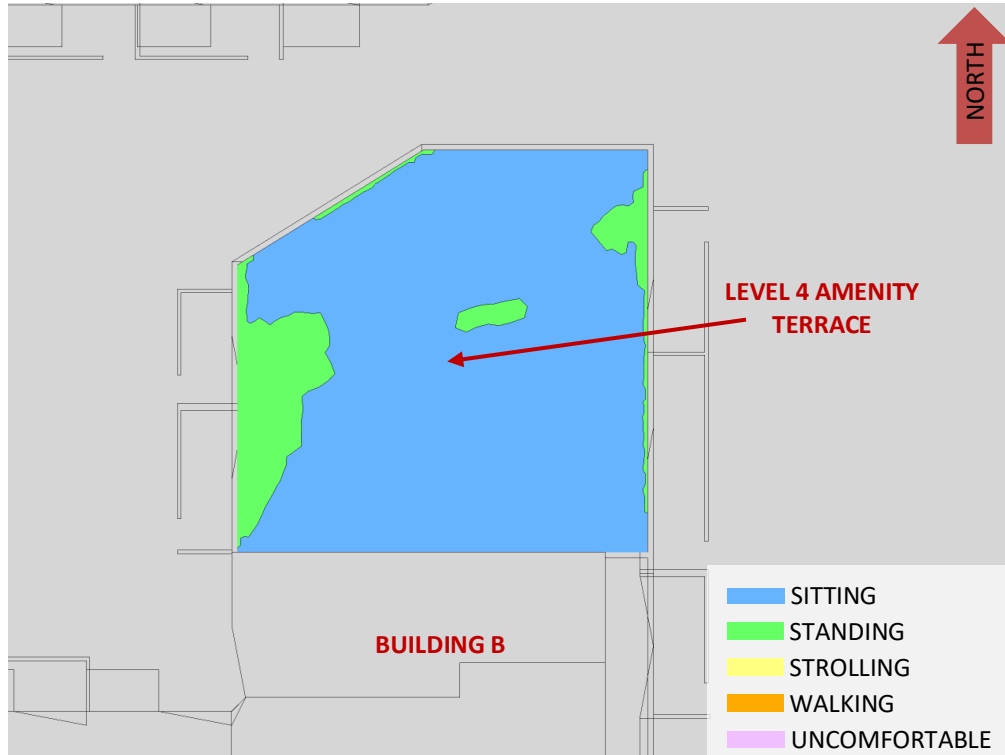 NORTH
LEVEL 4 AMENITY
TERRACE
BUILDING B
SITTING
STANDING
STROLLING
WALKING
UNCOMFORTABLE